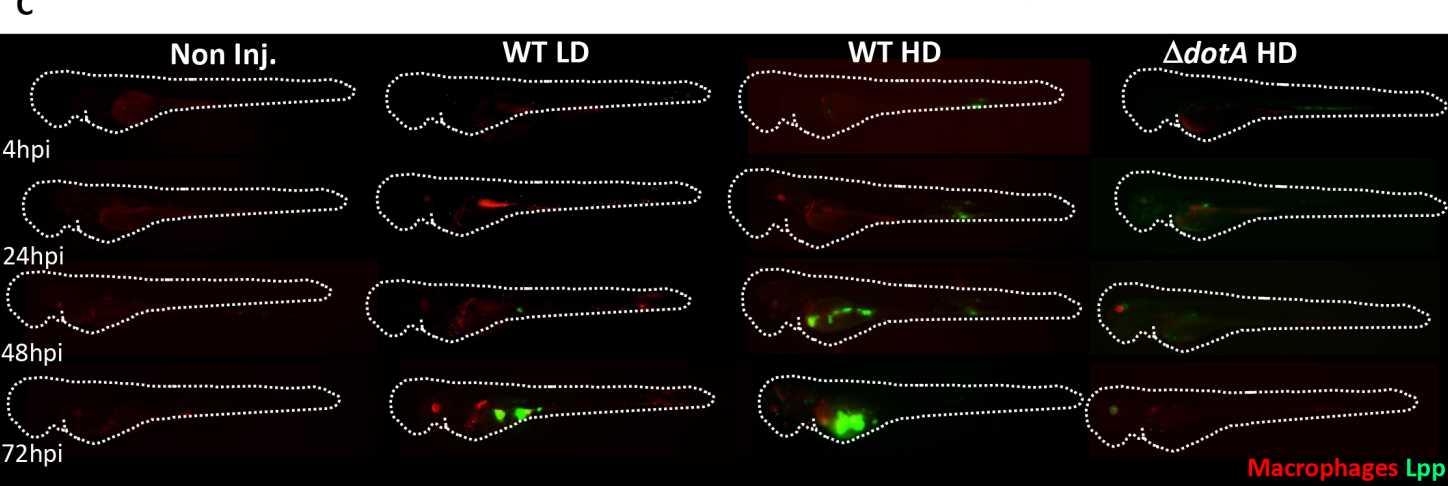 C
Non Inj. WT LD WT HD ΔdotA HD
4hpi
24hpi
48hpi
72hpi
Macrophages Lpp